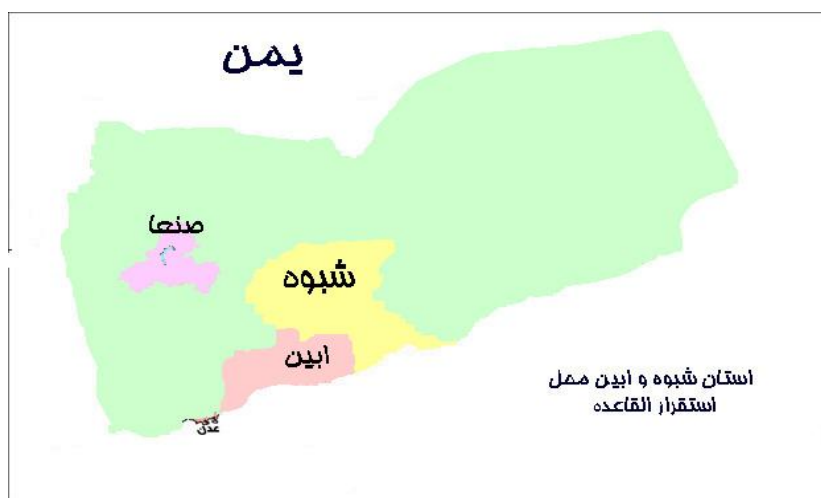 یمن
صنعا
شبوه
ابین
عدن
استان شبوه و ابین محل
استقرار القاعده